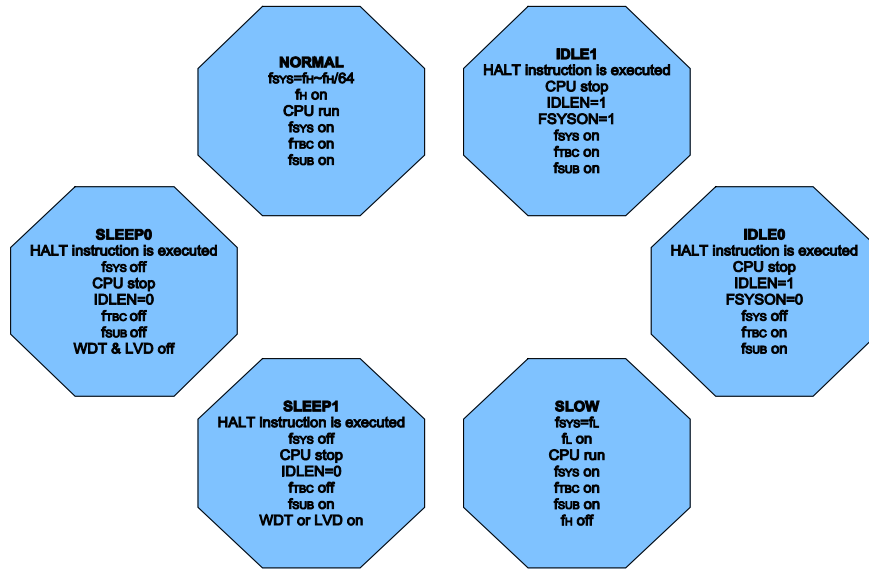 NORMAL
fSYS=fH~fH/64
fH on
CPU run
fSYS on
fTBC on
fSUB on
IDLE1
HALT instruction is executed
CPU stop
IDLEN=1
FSYSON=1
fSYS on
fTBC on
fSUB on
SLEEP0
HALT instruction is executed
fSYS off
CPU stop
IDLEN=0
fTBC off
fSUB off
WDT & LVD off
IDLE0
HALT instruction is executed
CPU stop
IDLEN=1
FSYSON=0
fSYS off
fTBC on
fSUB on
SLEEP1
HALT instruction is executed
fSYS off
CPU stop
IDLEN=0
fTBC off
fSUB on
WDT or LVD on
SLOW
fSYS=fL
fL on
CPU run
fSYS on
fTBC on
fSUB on
fH off